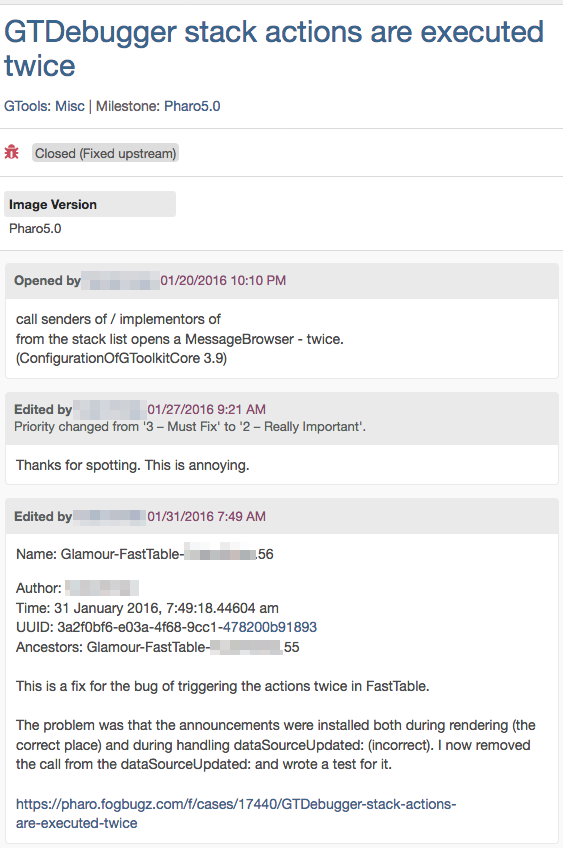 GTDebugger stack actions are executed
twice
GTools: Misc | Milestone: Pharo5.0
Closed (Fixed upstream)
Image Version
Pharo5.0
Opened by 01/20/2016 10:10 PM
call senders of / implementors of
from the stack list opens a MessageBrowser - twice.
(ConfigurationOfGToolkitCore 3.9)
Edited by 01/27/2016 9:21 AM
Priority changed from '3 – Must Fix' to '2 – Really Important'.
Thanks for spotting. This is annoying.
Edited by 01/31/2016 7:49 AM
Name: Glamour-FastTable- .56
Author:
Time: 31 January 2016, 7:49:18.44604 am
UUID: 3a2f0bf6-e03a-4f68-9cc1-478200b91893
Ancestors: Glamour-FastTable- .55
This is a fix for the bug of triggering the actions twice in FastTable.
The problem was that the announcements were installed both during rendering (the
correct place) and during handling dataSourceUpdated: (incorrect). I now removed
the call from the dataSourceUpdated: and wrote a test for it.
https://pharo.fogbugz.com/f/cases/17440/GTDebugger-stack-actions-
are-executed-twice